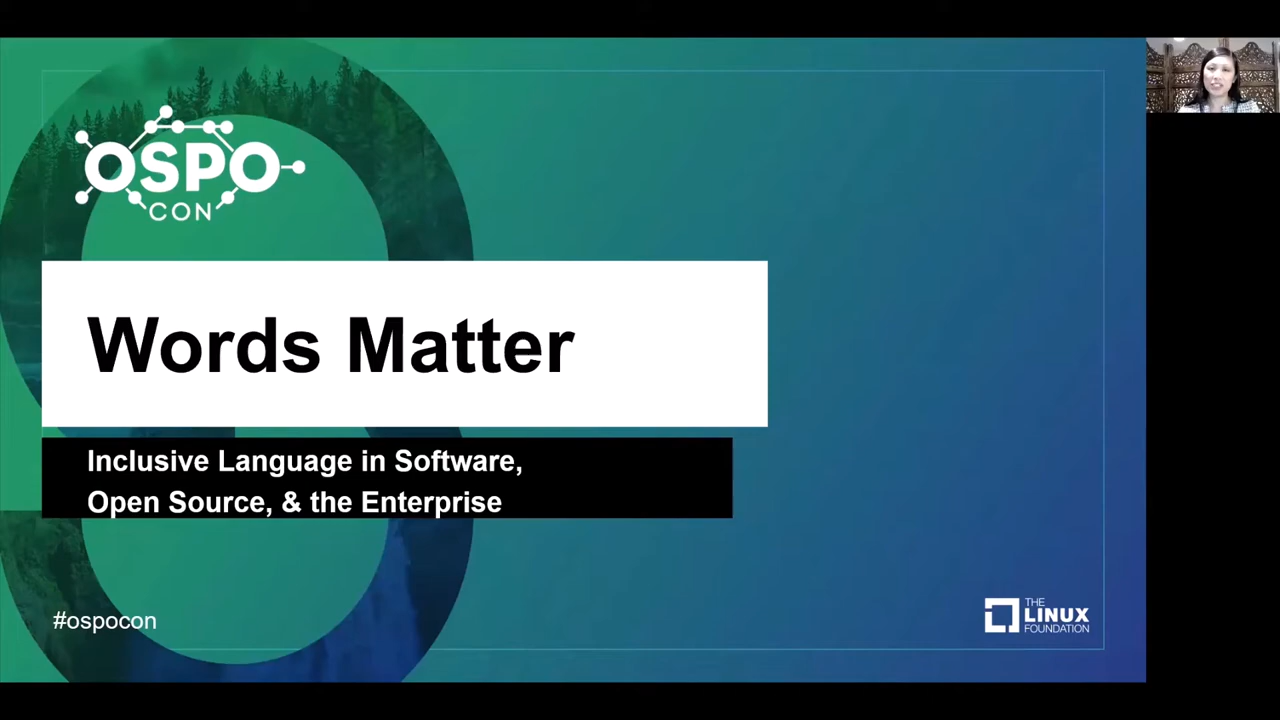 OSPO
CON
Words Matter
Inclusive Language in Software,
Open Source, & the Enterprise
#ospocon
THE
LINUX
FOUNDATION